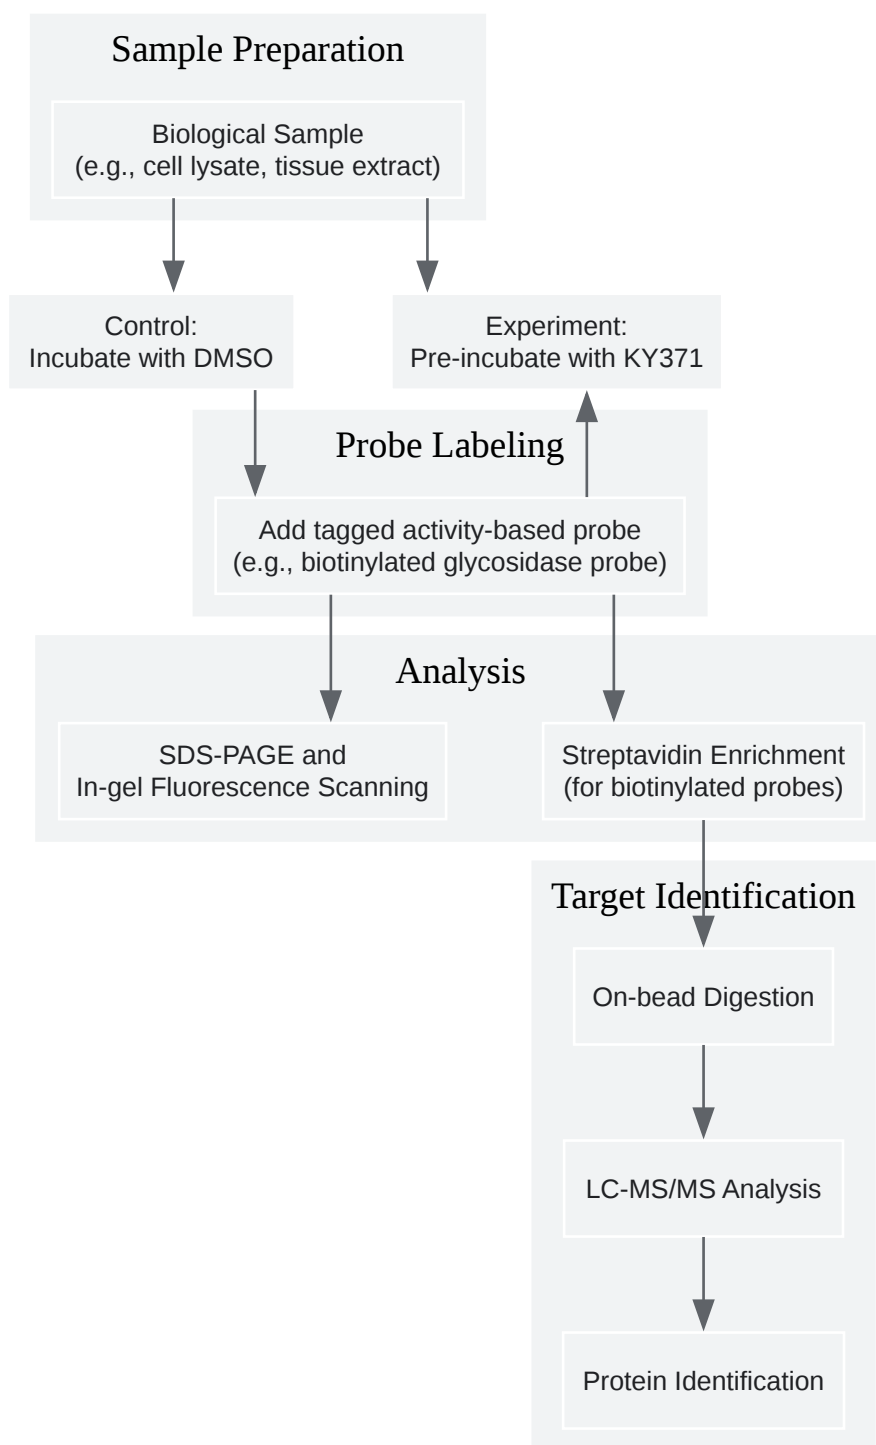 Sample Preparation
Biological Sample
(e.g., cell lysate, tissue extract)
Control:
Incubate with DMSO
Experiment:
Pre-incubate with KY371
Probe Labeling
Add tagged activity-based probe
(e.g., biotinylated glycosidase probe)
Analysis
SDS-PAGE and
In-gel Fluorescence Scanning
Streptavidin Enrichment
(for biotinylated probes)
Target Identification
On-bead Digestion
LC-MS/MS Analysis
Protein Identification